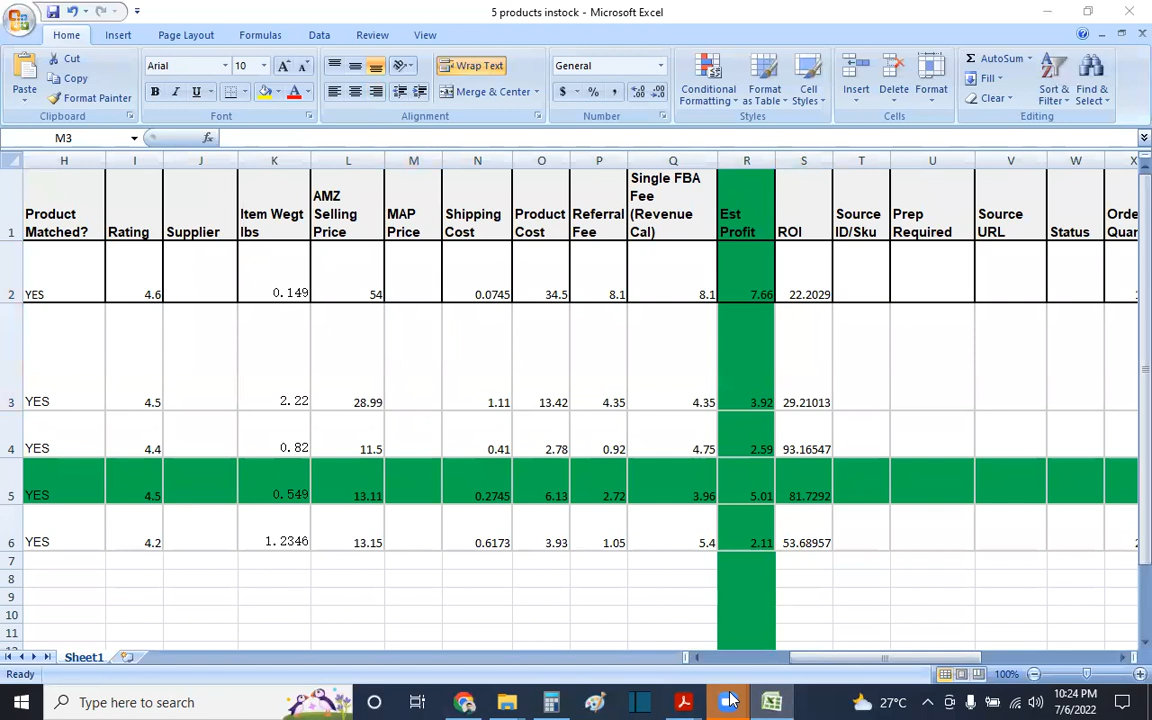 5 products instock - Microsoft Excel
Home Insert Page Layout Formulas Data Review View
Cut
Copy
Format Painter
Paste
Clipboard
Arial 10
B I U A
Font
Wrap Text
Merge & Center
Alignment
General
$ % ,
Number
Conditional Formatting
Format as Table
Cell Styles
Styles
Insert Delete Format
Cells
Σ AutoSum
Fill
Clear
Sort & Filter
Find & Select
Editing
M3 fx
H I J K L M N O P Q R S T U V W X
1 Product Matched? Rating Supplier Item Wegt lbs AMZ Selling Price MAP Price Shipping Cost Product Cost Referral Fee Single FBA Fee (Revenue Cal) Est Profit ROI Source ID/Sku Prep Required Source URL Status Orde Quar
2 YES 4.6 0.149 54 0.0745 34.5 8.1 8.1 7.66 22.2029
3 YES 4.5 2.22 28.99 1.11 13.42 4.35 4.35 3.92 29.21013
4 YES 4.4 0.82 11.5 0.41 2.78 0.92 4.75 2.59 93.16547
5 YES 4.5 0.549 13.11 0.2745 6.13 2.72 3.96 5.01 81.7292
6 YES 4.2 1.2346 13.15 0.6173 3.93 1.05 5.4 2.11 53.68957
7
8
9
10
11
Sheet1
Ready 100%
Type here to search
27°C
10:24 PM
7/6/2022